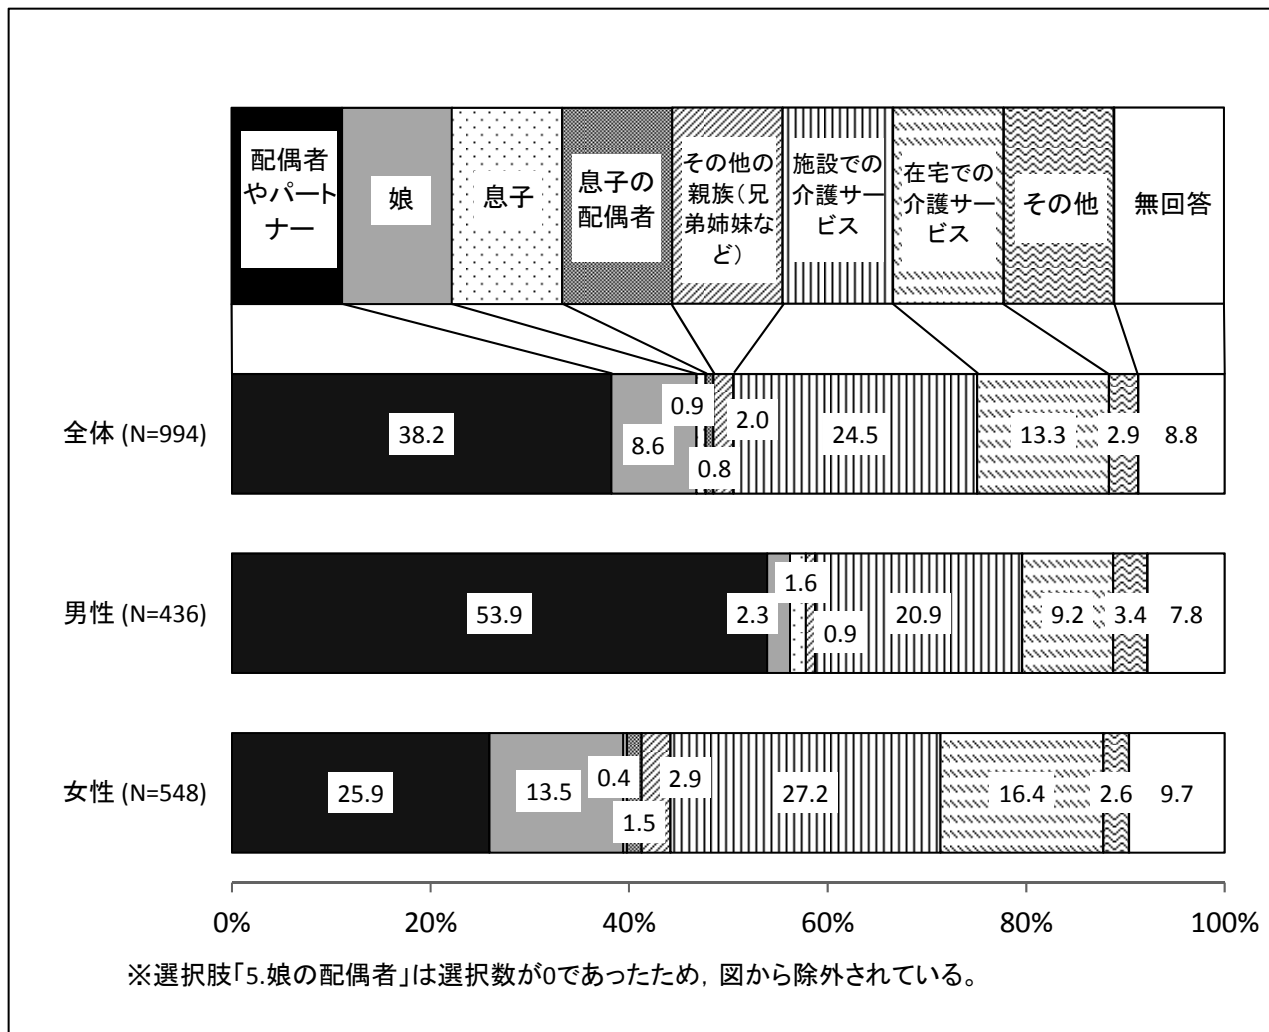 配偶者
やパート
ナー
娘
息子
息子の
配偶者
その他の
親族（兄
弟姉妹な
ど）
施設での
介護サー
ビス
在宅での
介護サー
ビス
その他
無回答
全体 (N=994)
38.2
8.6
0.9
0.8
2.0
24.5
13.3
2.9
8.8
男性 (N=436)
53.9
2.3
1.6
0.9
20.9
9.2
3.4
7.8
女性 (N=548)
25.9
13.5
0.4
1.5
2.9
27.2
16.4
2.6
9.7
0%
20%
40%
60%
80%
100%
※選択肢「5.娘の配偶者」は選択数が0であったため，図から除外されている。